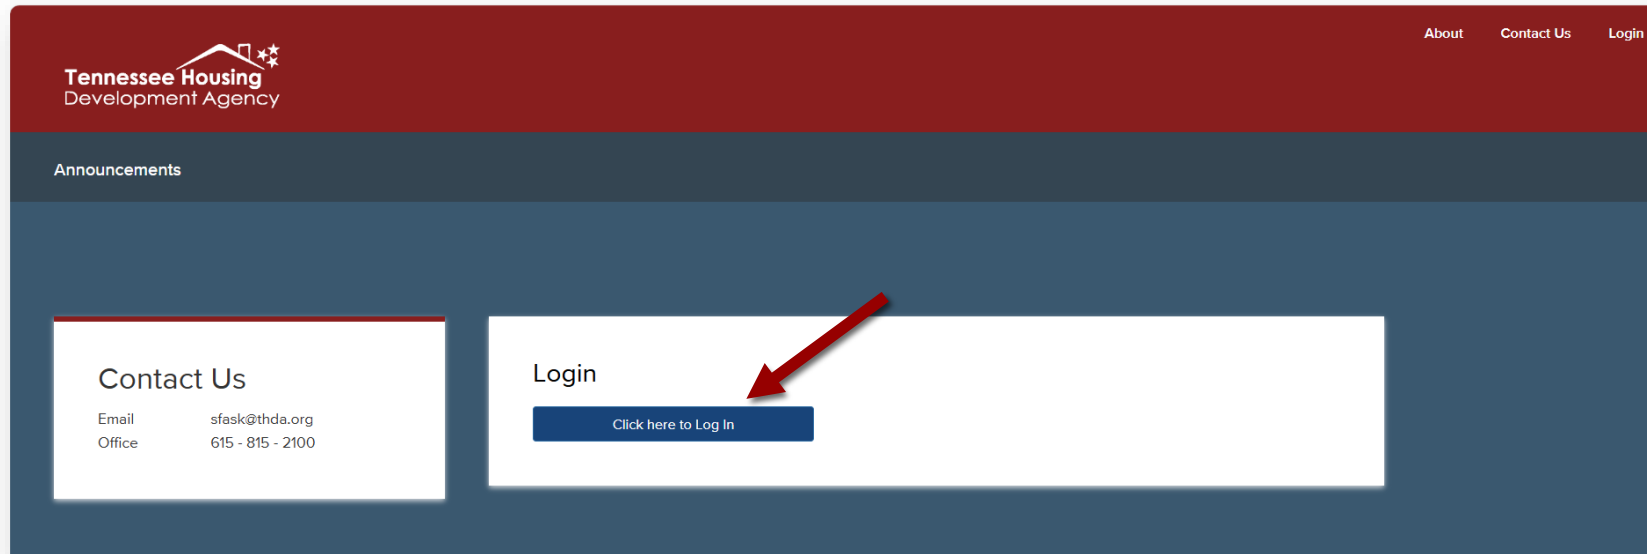 About Contact Us Login
Tennessee Housing
Development Agency
Announcements
Contact Us
Email sfask@thda.org
Office 615 - 815 - 2100
Login
Click here to Log In